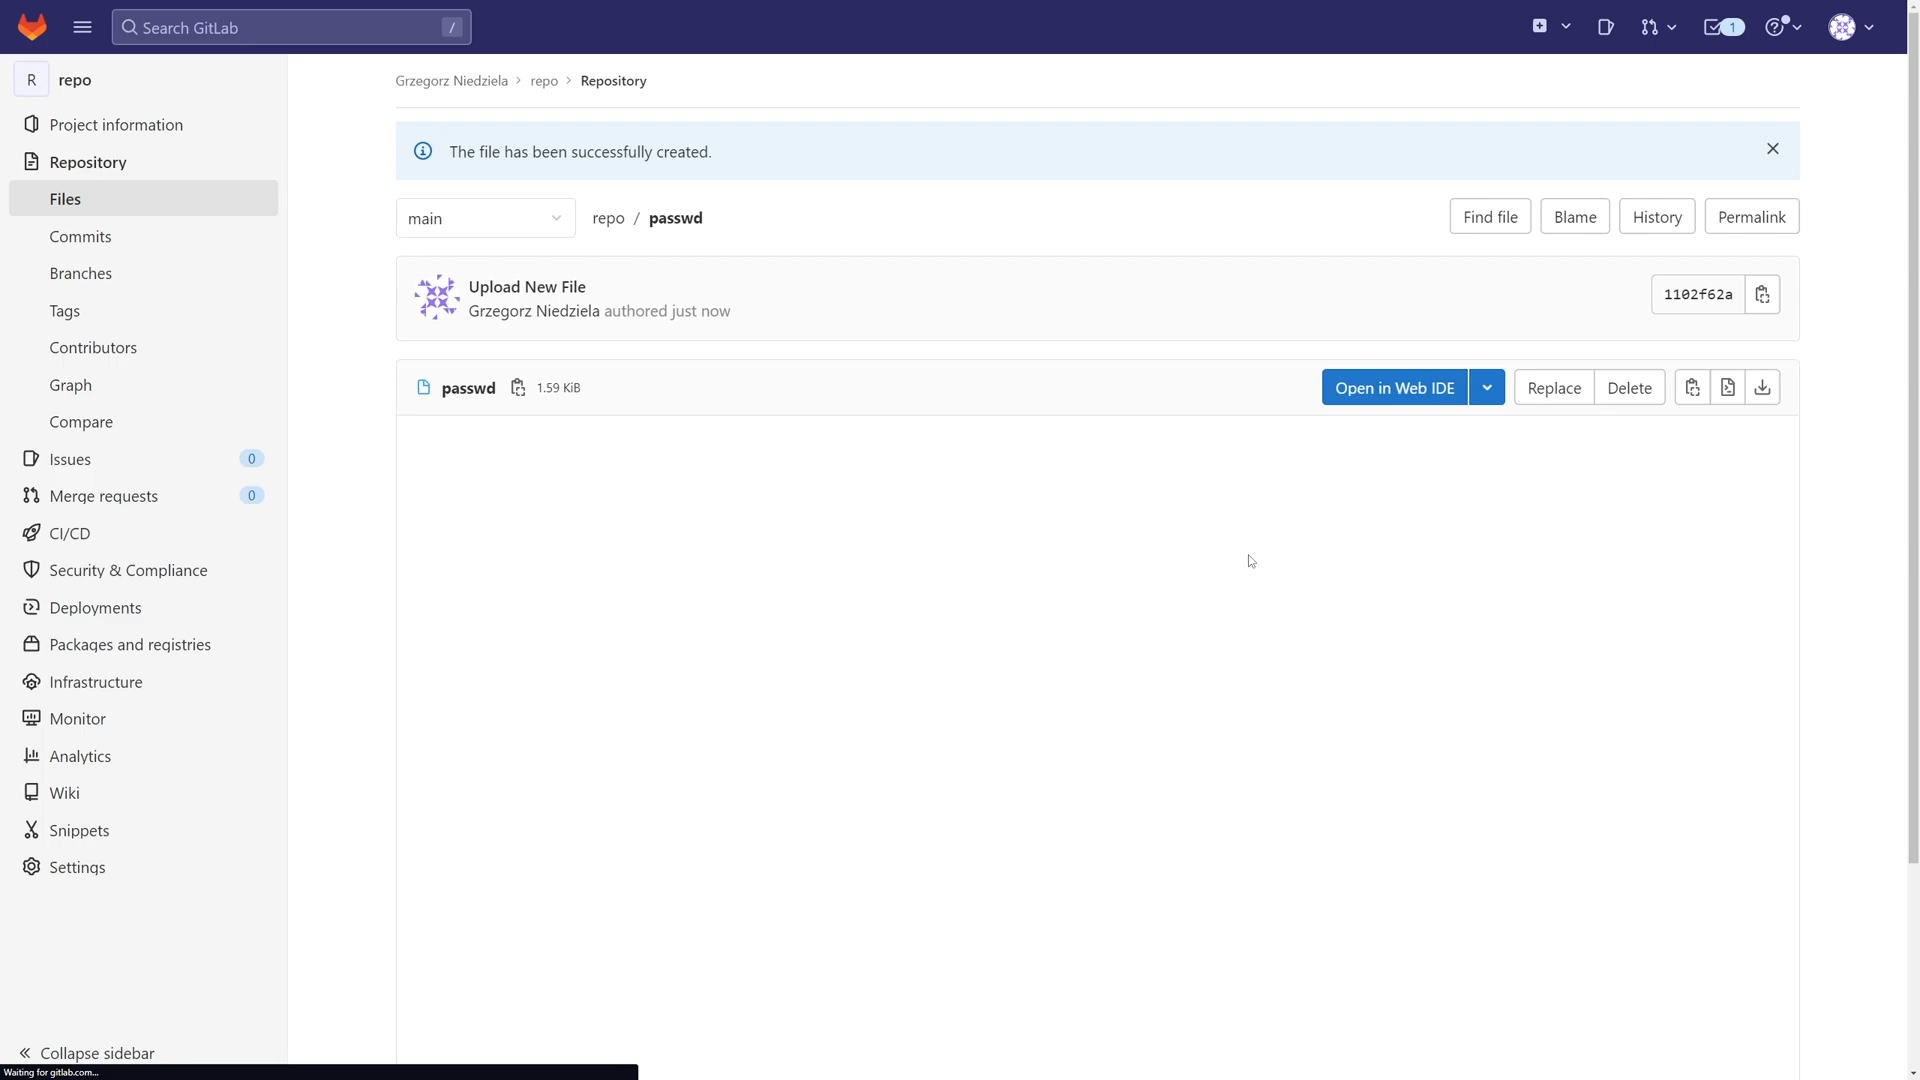 Search GitLab /
1
R repo
Project information
Repository
Files
Commits
Branches
Tags
Contributors
Graph
Compare
Issues 0
Merge requests 0
CI/CD
Security & Compliance
Deployments
Packages and registries
Infrastructure
Monitor
Analytics
Wiki
Snippets
Settings
« Collapse sidebar
Waiting for gitlab.com...
Grzegorz Niedziela > repo > Repository
The file has been successfully created.
main repo / passwd Find file Blame History Permalink
Upload New File
Grzegorz Niedziela authored just now
1102f62a
passwd 1.59 KiB Open in Web IDE Replace Delete